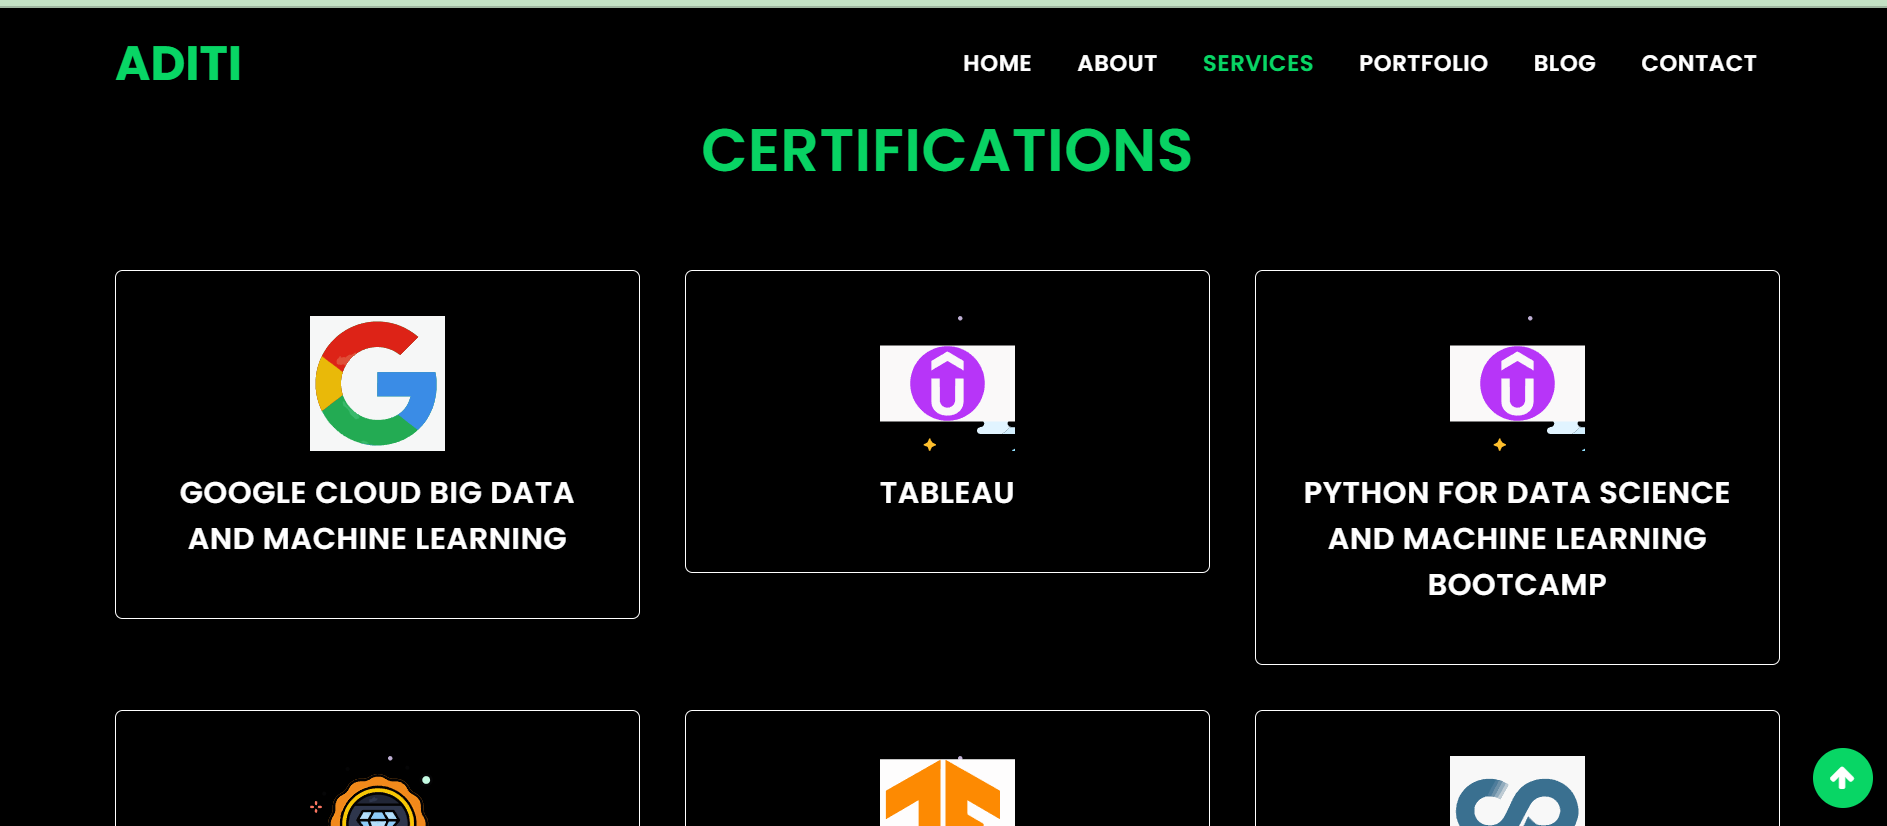 ADITI
HOME ABOUT SERVICES PORTFOLIO BLOG CONTACT
CERTIFICATIONS
GOOGLE CLOUD BIG DATA
AND MACHINE LEARNING
TABLEAU
PYTHON FOR DATA SCIENCE
AND MACHINE LEARNING
BOOTCAMP